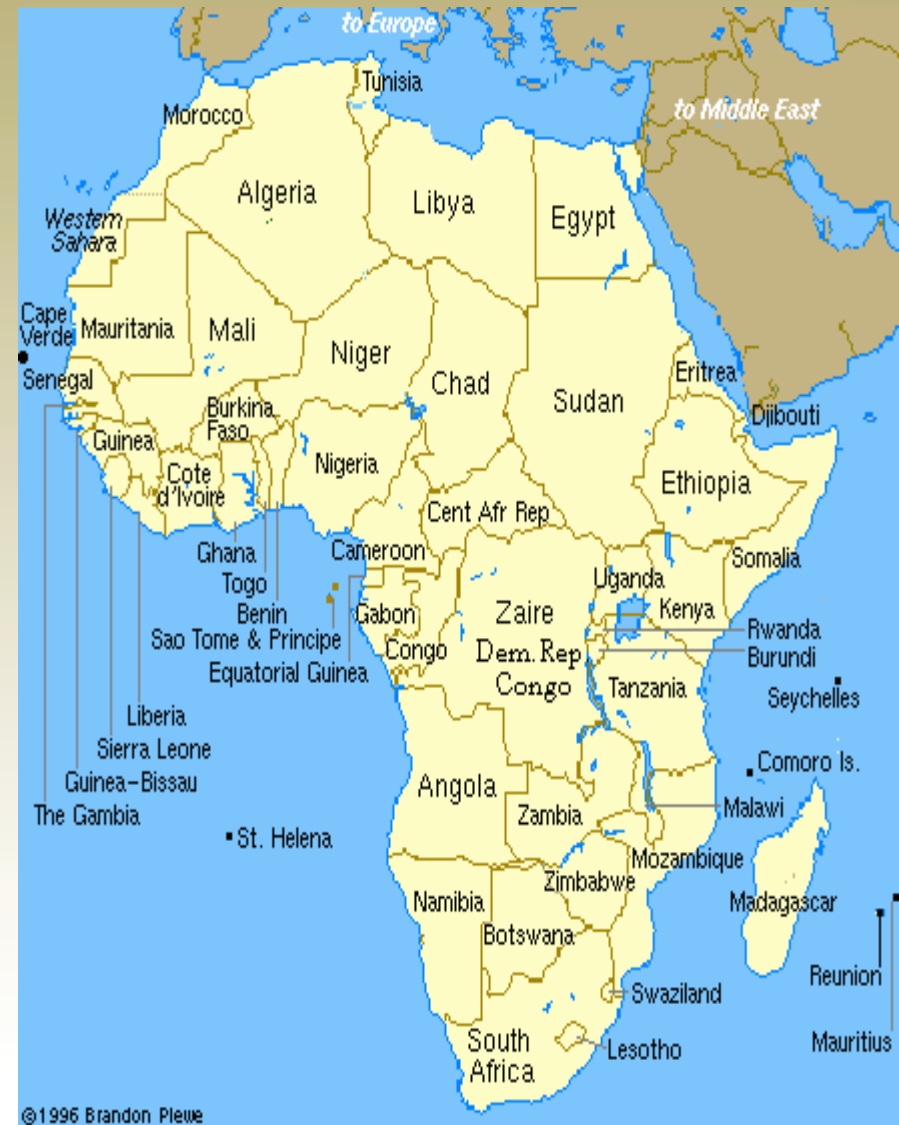 to Europe
Tunisia
to Middle East
Morocco
Algeria
Libya
Egypt
Western
Sahara
Cape
Verde
Mauritania
Mali
Niger
Chad
Sudan
Eritrea
Senegal
Djibouti
Burkina
Faso
Guinea
Nigeria
Cote
d'Ivoire
Ethiopia
Cent Afr Rep
Ghana
Cameroon
Somalia
Togo
Uganda
Benin
Gabon
Zaire
Kenya
Sao Tome & Principe
Congo
Rwanda
Dem. Rep
Congo
Burundi
Equatorial Guinea
Tanzania
Seychelles
Liberia
Sierra Leone
Guinea-Bissau
The Gambia
Comoro Is.
Angola
Malawi
Zambia
St. Helena
Mozambique
Zimbabwe
Namibia
Madagascar
Botswana
Reunion
Swaziland
Mauritius
South
Africa
Lesotho
©1996 Brandon Plewe